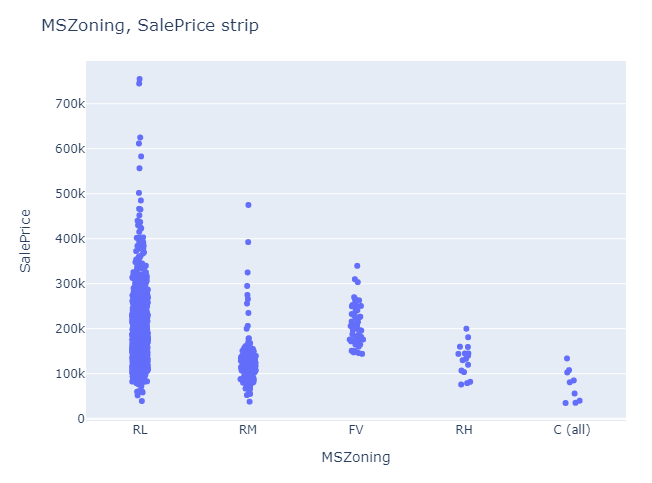 MSZoning, SalePrice strip
700k
600k
500k
400k
300k
200k
100k
0
SalePrice
RL
RM
FV
RH
C (all)
MSZoning